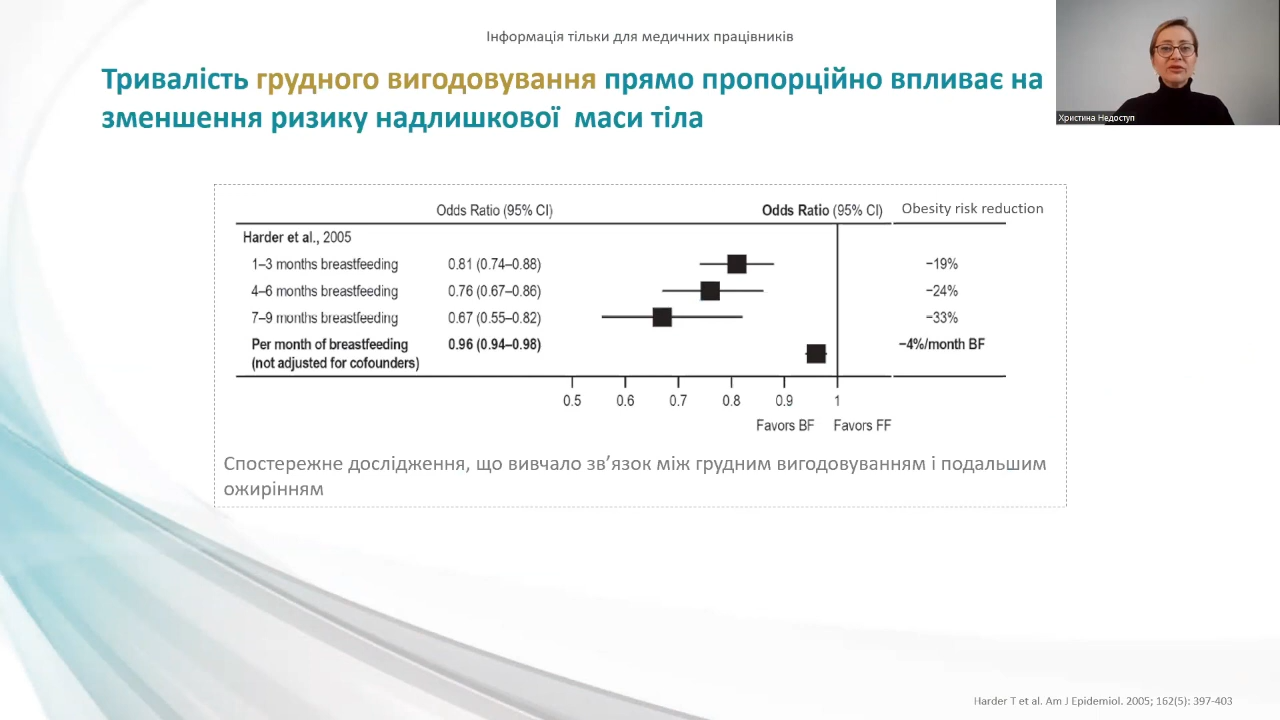 Інформація тільки для медичних працівників
Тривалість грудного вигодовування прямо пропорційно впливає на
зменшення ризику надлишкової маси тіла
Христина Недоступ
Odds Ratio (95% CI) Odds Ratio (95% CI) Obesity risk reduction
Harder et al., 2005
1–3 months breastfeeding 0.81 (0.74–0.88) −19%
4–6 months breastfeeding 0.76 (0.67–0.86) −24%
7–9 months breastfeeding 0.67 (0.55–0.82) −33%
Per month of breastfeeding 0.96 (0.94–0.98) −4%/month BF
(not adjusted for cofounders)
0.5 0.6 0.7 0.8 0.9 1
Favors BF Favors FF
Спостережне дослідження, що вивчало зв’язок між грудним вигодовуванням і подальшим
ожирінням
Harder T et al. Am J Epidemiol. 2005; 162(5): 397-403